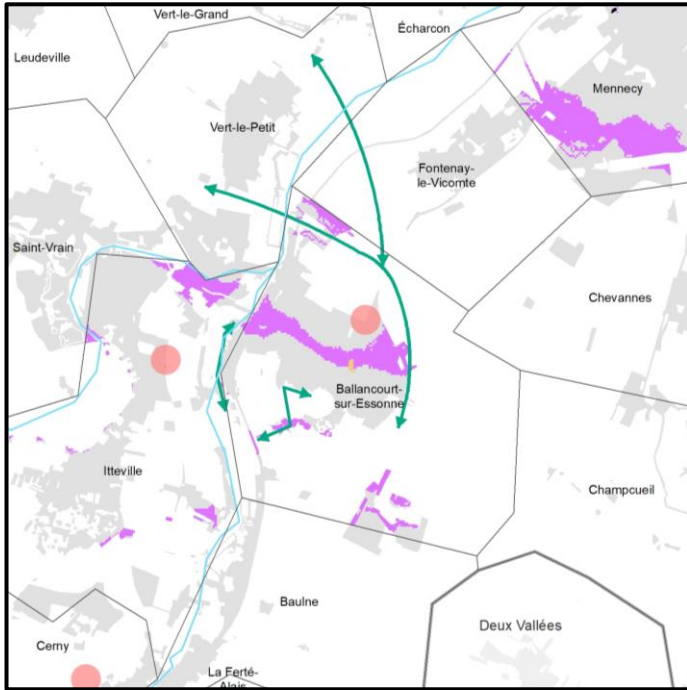 Vert-le-Grand
Écharcon
Leudeville
Mennecy
Vert-le-Petit
Fontenay
-le-Vicomte
Saint-Vrain
Chevannes
Ballancourt-
sur-Essonne
Itteville
Champcueil
Baulne
Deux Vallées
Cerny
La Ferté-
Alais